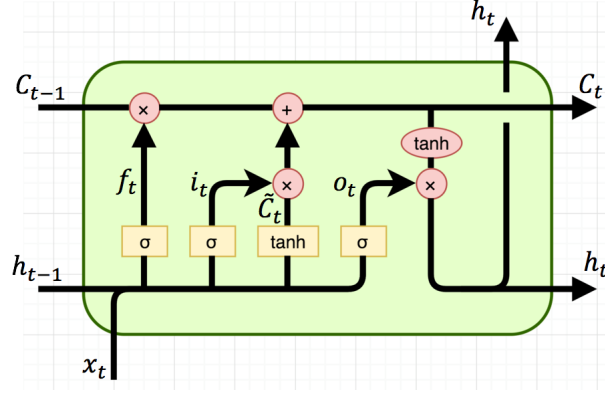 h_t
C_{t-1}
×
+
C_t
tanh
f_t
i_t
×
o_t
×
C̃_t
σ
σ
tanh
σ
h_{t-1}
h_t
x_t